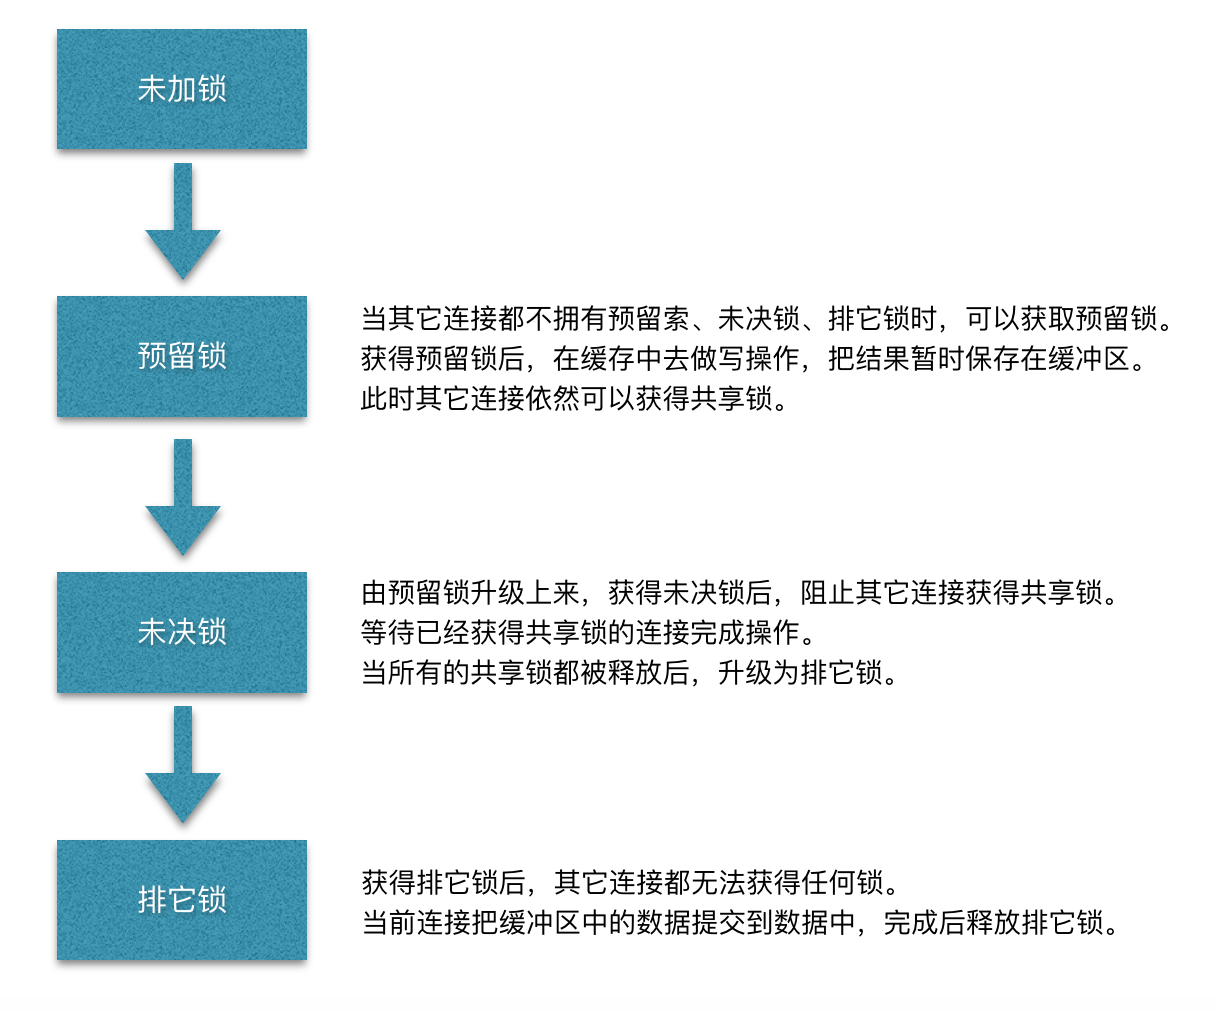 未加锁
预留锁
当其它连接都不拥有预留索、未决锁、排它锁时，可以获取预留锁。
获得预留锁后，在缓存中去做写操作，把结果暂时保存在缓冲区。
此时其它连接依然可以获得共享锁。
未决锁
由预留锁升级上来，获得未决锁后，阻止其它连接获得共享锁。
等待已经获得共享锁的连接完成操作。
当所有的共享锁都被释放后，升级为排它锁。
排它锁
获得排它锁后，其它连接都无法获得任何锁。
当前连接把缓冲区中的数据提交到数据中，完成后释放排它锁。